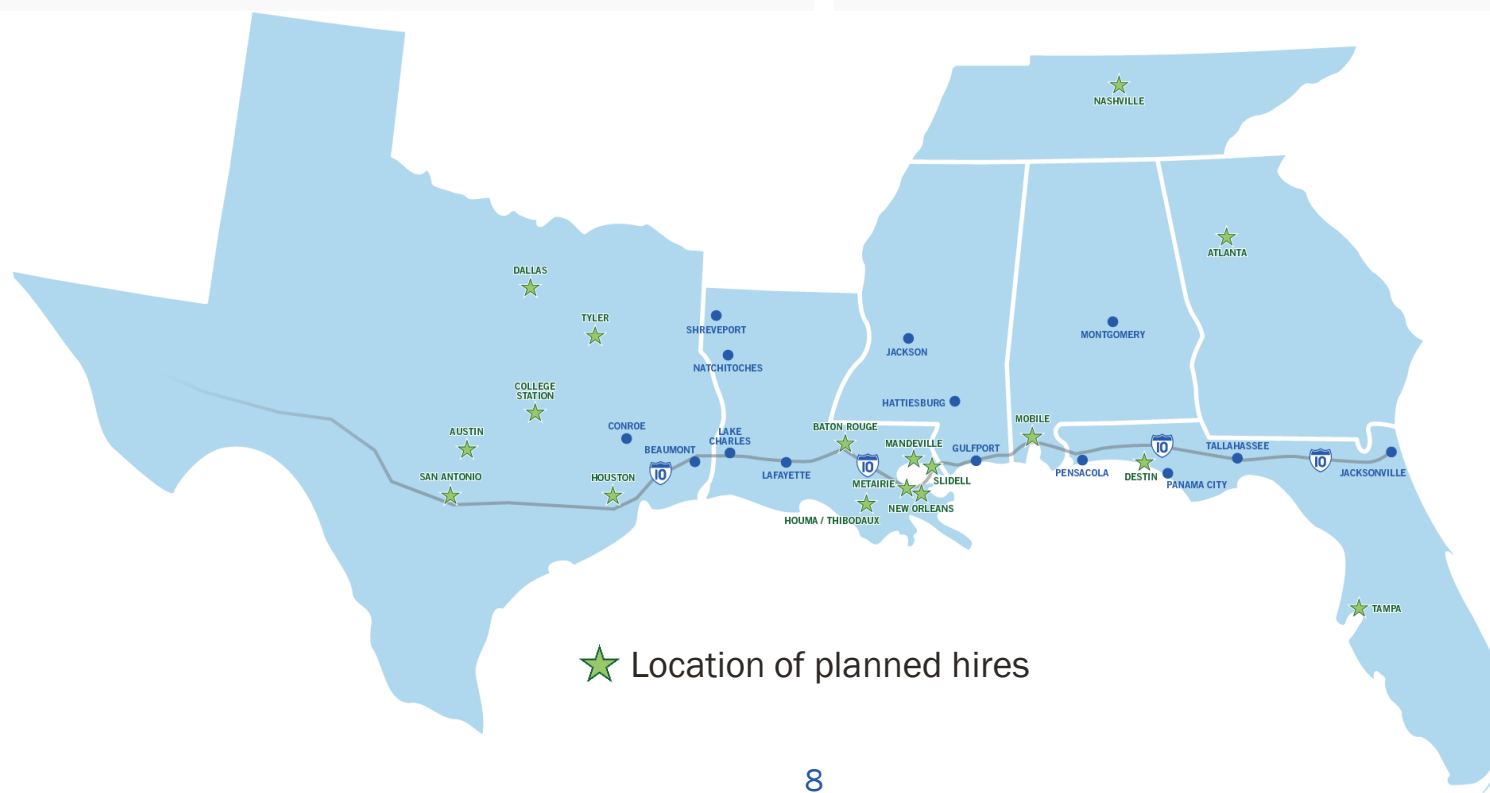 NASHVILLE
ATLANTA
DALLAS
TYLER
SHREVEPORT
MONTGOMERY
JACKSON
NATCHITOCHES
COLLEGE
STATION
HATTIESBURG
MOBILE
CONROE
BATON ROUGE
AUSTIN
LAKE
CHARLES
MANDEVILLE
GULFPORT
10
TALLAHASSEE
BEAUMONT
10
10
10
LAFAYETTE
PENSACOLA
JACKSONVILLE
SAN ANTONIO
HOUSTON
METAIRIE
SLIDELL
DESTIN
PANAMA CITY
NEW ORLEANS
HOUMA / THIBODAUX
TAMPA
Location of planned hires
8